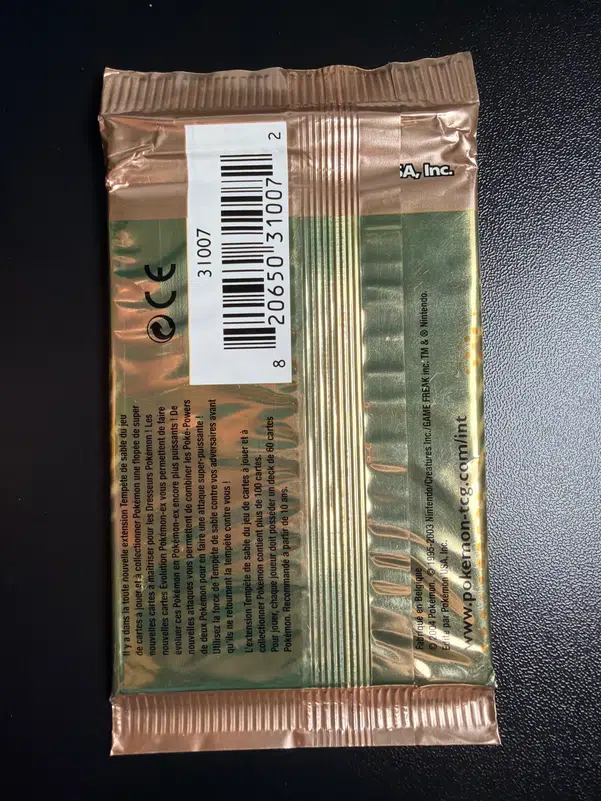 SA, Inc.
31007
8 20650 31007 2
CE
Il y a dans la toute nouvelle extension Tempête de sable du jeu
de cartes à jouer et à collectionner Pokémon une flopée de super
nouvelles cartes à maîtriser pour les Dresseurs Pokémon ! Les
nouvelles cartes Évolution Pokémon-ex vous permettent de faire
évoluer ces Pokémon en Pokémon-ex encore plus puissants ! De
nouvelles attaques vous permettent de combiner les Poké-Powers
de deux Pokémon pour en faire une attaque super-puissante !
Utilisez la force de Tempête de sable contre vos adversaires avant
qu'ils ne retournent la tempête contre vous !
L'extension Tempête de sable du jeu de cartes à jouer et à
collectionner Pokémon contient plus de 100 cartes.
Pour jouer, chaque joueur doit posséder un deck de 60 cartes
Pokémon. Recommandé à partir de 10 ans.
Fabriqué en Belgique
© 2004 Pokémon. © 1995-2003 Nintendo/Creatures Inc./GAME FREAK inc. TM & ® Nintendo.
Édité par Pokémon USA, Inc.
www.pokemon-tcg.com/int